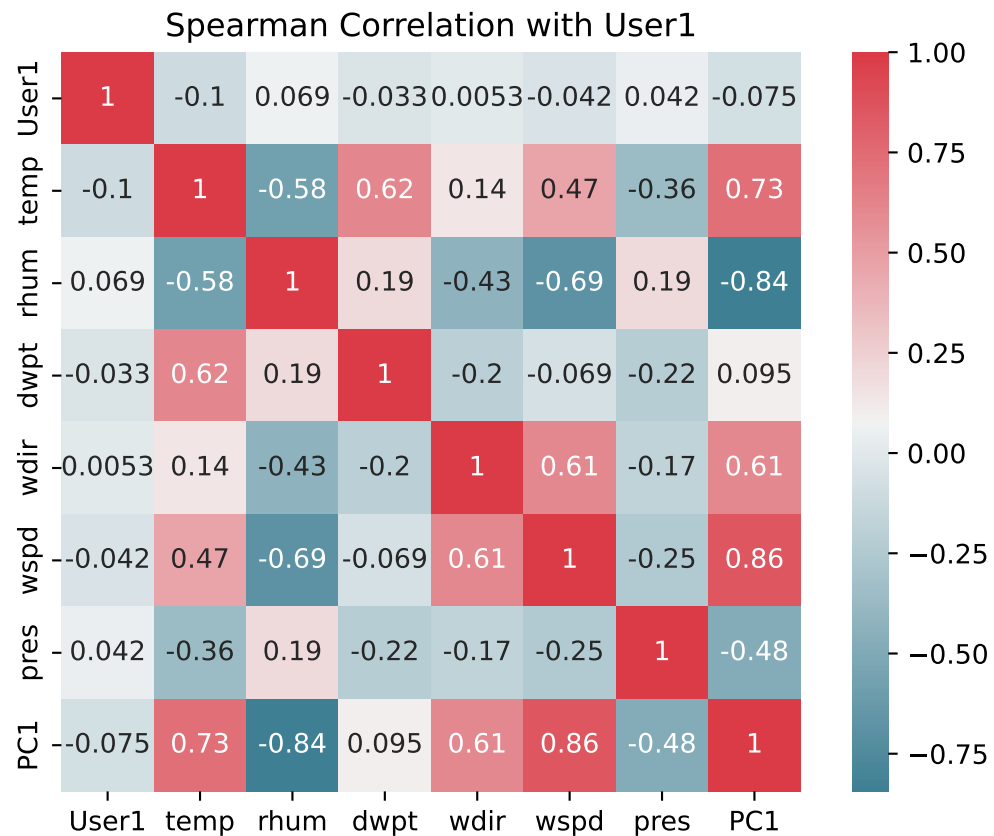 Spearman Correlation with User1
User1 1 -0.1 0.069 -0.033 0.0053 -0.042 0.042 -0.075
temp -0.1 1 -0.58 0.62 0.14 0.47 -0.36 0.73
rhum 0.069 -0.58 1 0.19 -0.43 -0.69 0.19 -0.84
dwpt -0.033 0.62 0.19 1 -0.2 -0.069 -0.22 0.095
wdir 0.0053 0.14 -0.43 -0.2 1 0.61 -0.17 0.61
wspd -0.042 0.47 -0.69 -0.069 0.61 1 -0.25 0.86
pres 0.042 -0.36 0.19 -0.22 -0.17 -0.25 1 -0.48
PC1 -0.075 0.73 -0.84 0.095 0.61 0.86 -0.48 1
User1 temp rhum dwpt wdir wspd pres PC1
1.00
0.75
0.50
0.25
0.00
−0.25
−0.50
−0.75